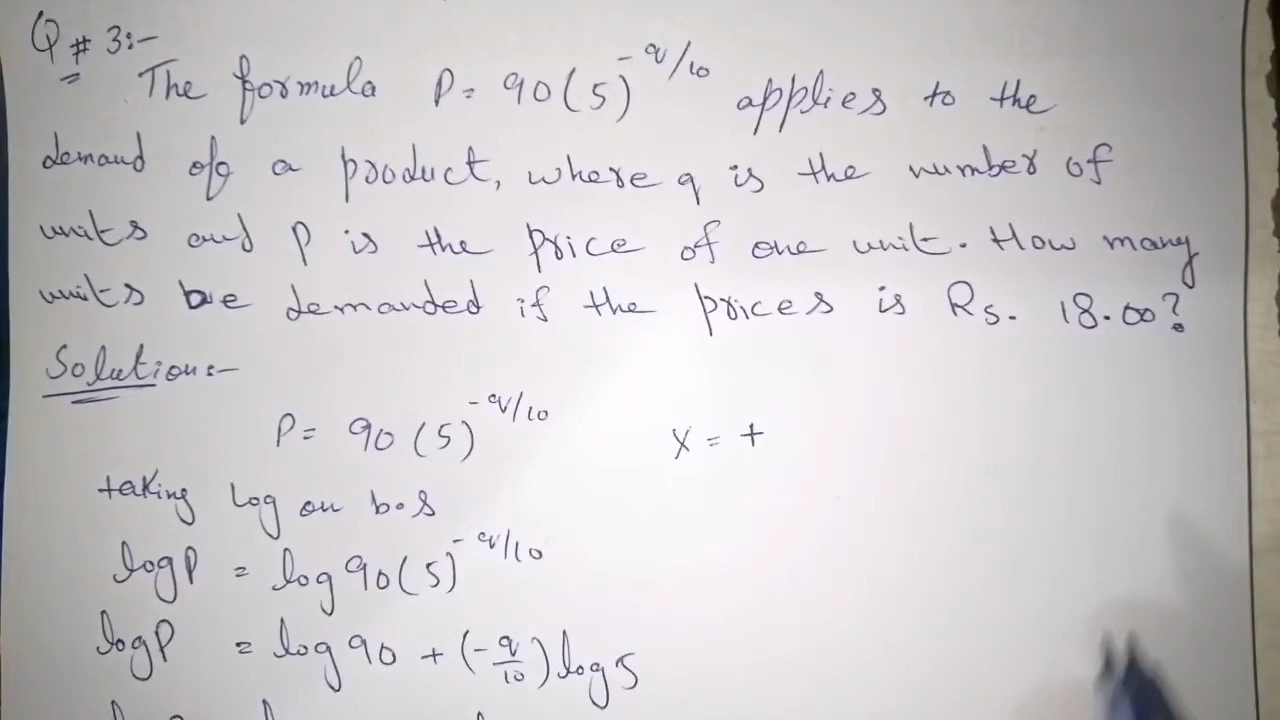 Q # 3:-
The formula P = 90(5)^{-q/10} applies to the
demand of a product, where q is the number of
units and P is the price of one unit. How many
units be demanded if the prices is Rs. 18.00?
Solution:-
P = 90(5)^{-q/10} X = +
taking Log on b.s
log P = log 90(5)^{-q/10}
log P = log 90 + (-q/10) log 5